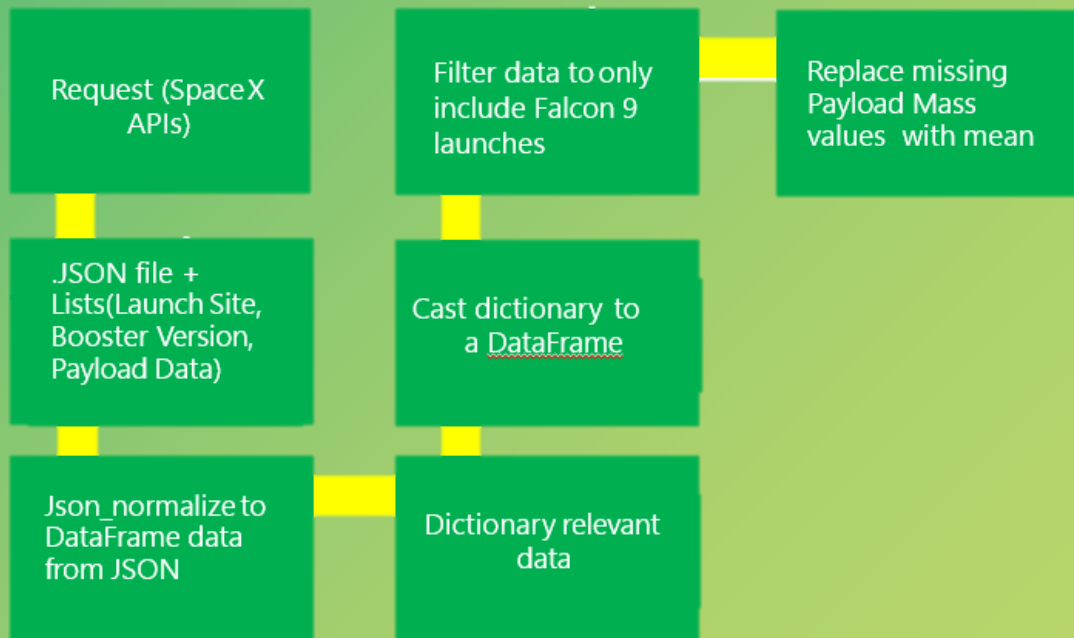 Request (SpaceX
APIs)
.JSON file +
Lists(Launch Site,
Booster Version,
Payload Data)
Json_normalize to
DataFrame data
from JSON
Dictionary relevant
data
Cast dictionary to
a DataFrame
Filter data to only
include Falcon 9
launches
Replace missing
Payload Mass
values with mean